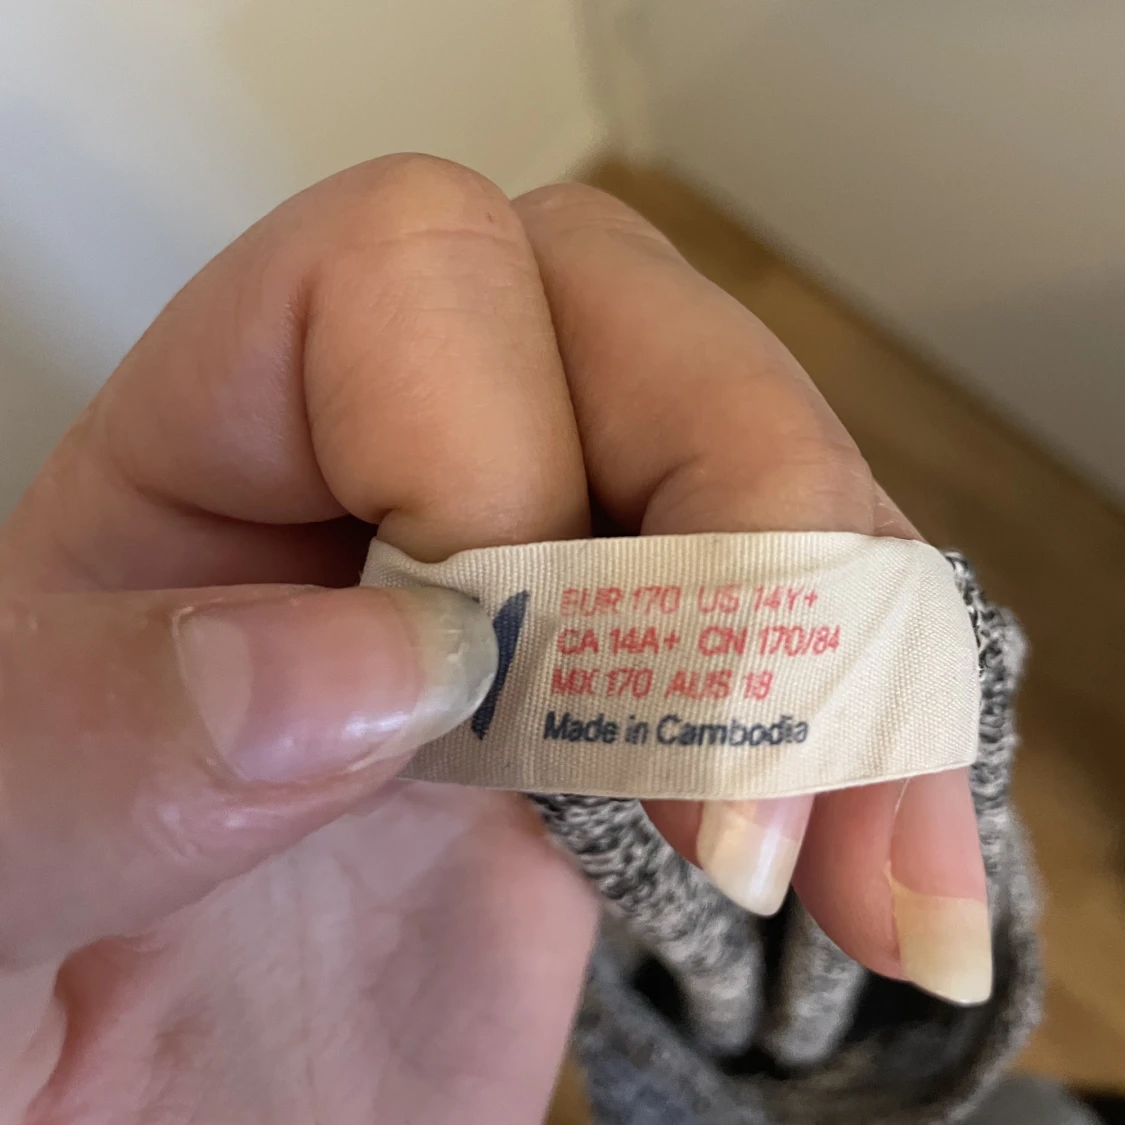 EUR 170 US 14Y+
CA 14A+ CN 170/84
MX 170 AUS 18
Made in Cambodia